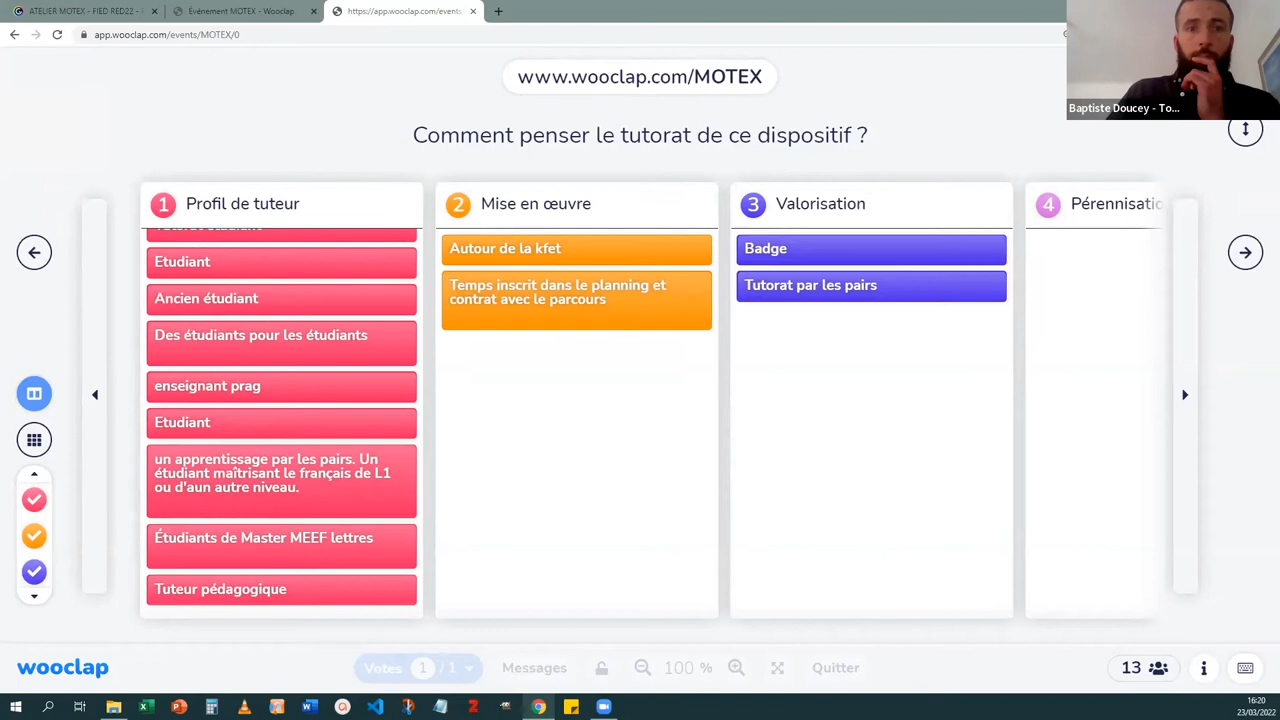 ATELIER MOTEX - FIED RED22 -
Événement MOTEX - Wooclap
https://app.wooclap.com/events/
app.wooclap.com/events/MOTEX/0
Baptiste Doucey - To...
www.wooclap.com/MOTEX
Comment penser le tutorat de ce dispositif ?
1 Profil de tuteur
Etudiant
Ancien étudiant
Des étudiants pour les étudiants
enseignant prag
Etudiant
un apprentissage par les pairs. Un
étudiant maîtrisant le français de L1
ou d'aun autre niveau.
Étudiants de Master MEEF lettres
Tuteur pédagogique
2 Mise en œuvre
Autour de la kfet
Temps inscrit dans le planning et
contrat avec le parcours
3 Valorisation
Badge
Tutorat par les pairs
4 Pérennisatio
wooclap
Votes 1 / 1
Messages
100 %
Quitter
13
16:20
23/03/2022